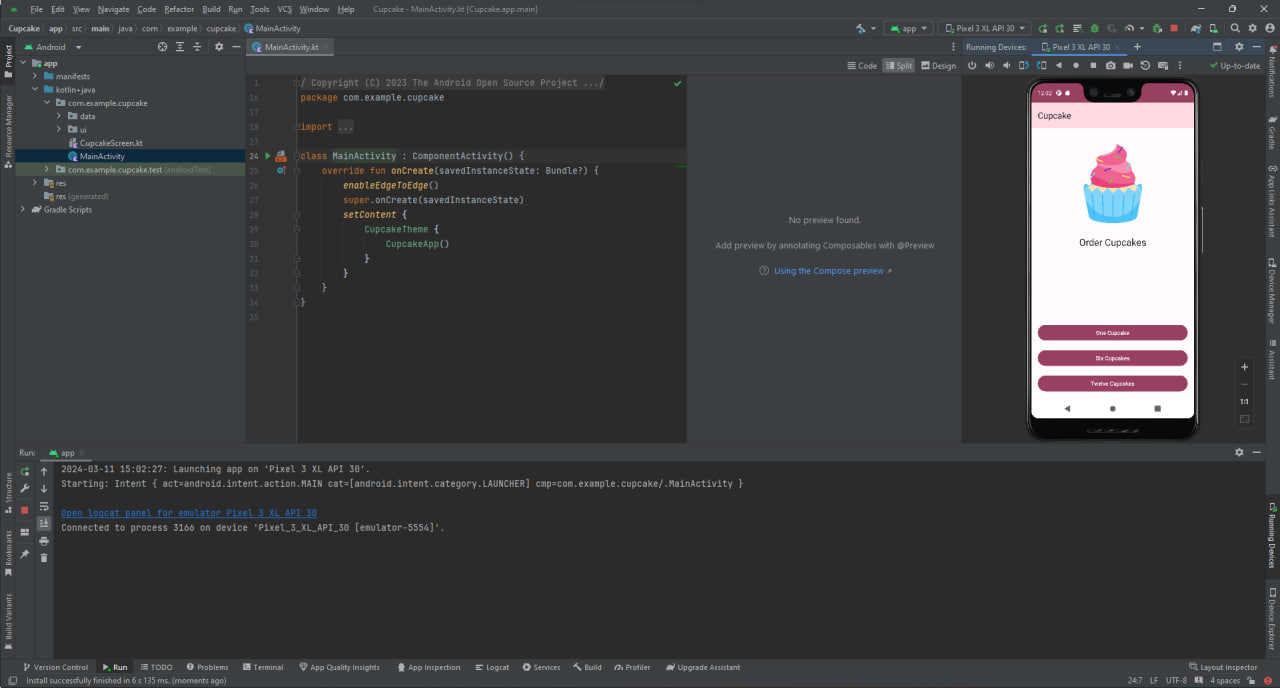 File Edit View Navigate Code Refactor Build Run Tools VCS Window Help Cupcake - MainActivity.kt [Cupcake.app.main]
Cupcake app src main java com example cupcake MainActivity app Pixel 3 XL API 30
Project
Resource Manager
Structure
Bookmarks
Build Variants
Android
app
manifests
kotlin+java
com.example.cupcake
data
ui
CupcakeScreen.kt
MainActivity
com.example.cupcake.test (androidTest)
res
res (generated)
Gradle Scripts
MainActivity.kt
Code Split Design
1 / Copyright (C) 2023 The Android Open Source Project .../
16 package com.example.cupcake
17
18 import ...
23
24 class MainActivity : ComponentActivity() {
25 override fun onCreate(savedInstanceState: Bundle?) {
26 enableEdgeToEdge()
27 super.onCreate(savedInstanceState)
28 setContent {
29 CupcakeTheme {
30 CupcakeApp()
31 }
32 }
33 }
34 }
35
No preview found.
Add preview by annotating Composables with @Preview
Using the Compose preview ↗
Running Devices: Pixel 3 XL API 30
Up-to-date
12:02
Cupcake
Order Cupcakes
One Cupcake
Six Cupcakes
Twelve Cupcakes
1:1
Notifications
Gradle
App Links Assistant
Device Manager
Assistant
Running Devices
Device Explorer
Run: app
2024-03-11 15:02:27: Launching app on 'Pixel 3 XL API 30'.
Starting: Intent { act=android.intent.action.MAIN cat=[android.intent.category.LAUNCHER] cmp=com.example.cupcake/.MainActivity }
Open logcat panel for emulator Pixel 3 XL API 30
Connected to process 3166 on device 'Pixel_3_XL_API_30 [emulator-5554]'.
Version Control Run TODO Problems Terminal App Quality Insights App Inspection Logcat Services Build Profiler Upgrade Assistant Layout Inspector
Install successfully finished in 6 s 135 ms. (moments ago) 24:7 LF UTF-8 4 spaces